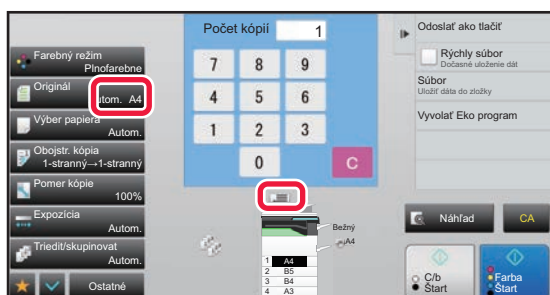 Farebný režim
Plnofarebne
Originál
utom. A4
Výber papiera
Autom.
Obojstr. kópia
1-stranný→1-stranný
Pomer kópie
100%
Expozícia
Autom.
Triediť/skupinovat
Autom.
Ostatné
Počet kópií 1
7 8 9
4 5 6
1 2 3
0 C
Bežný
A4
1 A4
2 B5
3 B4
4 A3
Odoslať ako tlačiť
Rýchly súbor
Dočasné uloženie dát
Súbor
Uložiť dáta do zložky
Vyvolať Eko program
Náhľad CA
C/b
Štart
Farba
Štart